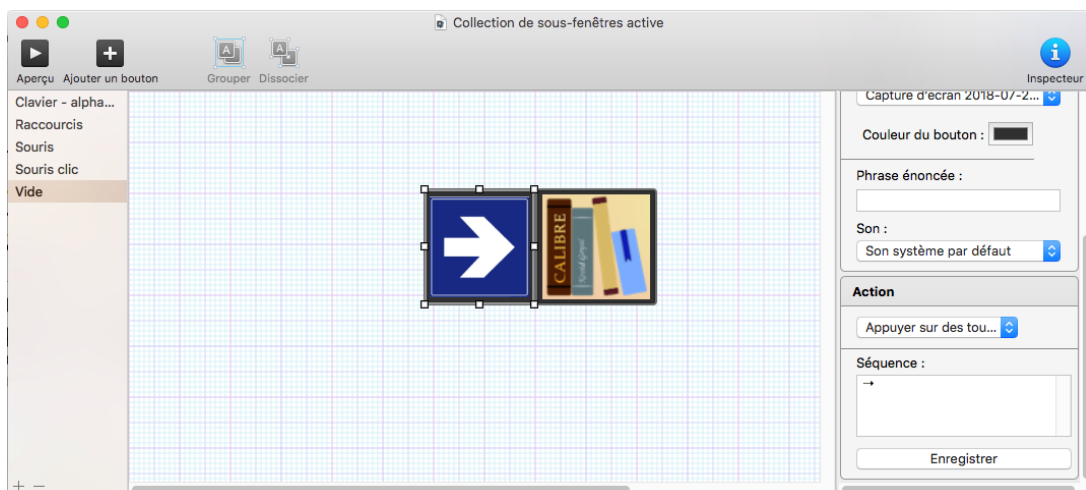 Collection de sous-fenêtres active
Aperçu Ajouter un bouton Grouper Dissocier Inspecteur
Clavier - alpha...
Raccourcis
Souris
Souris clic
Vide
CALIBRE
Capture d'écran 2018-07-2...
Couleur du bouton :
Phrase énoncée :
Son :
Son système par défaut
Action
Appuyer sur des tou...
Séquence :
→
Enregistrer